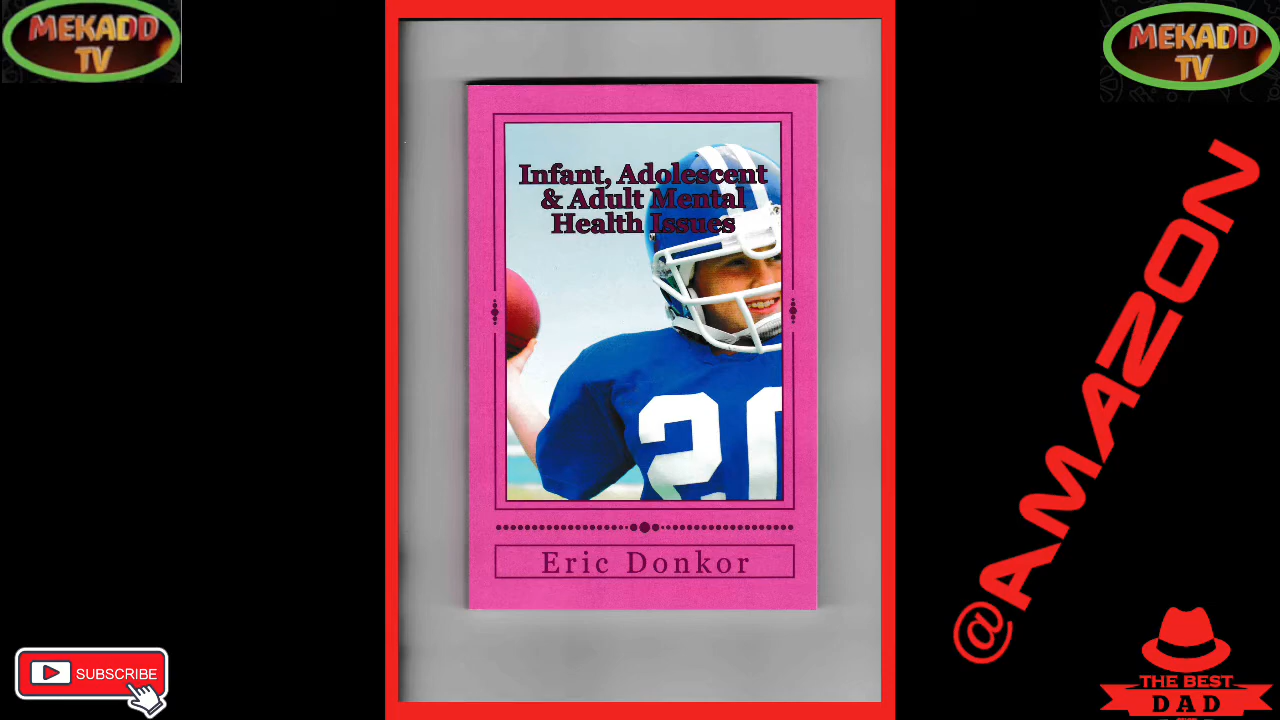 MEKADD
TV
MEKADD
TV
Infant, Adolescent
& Adult Mental
Health Issues
20
Eric Donkor
@AMAZON
SUBSCRIBE
THE BEST
DAD